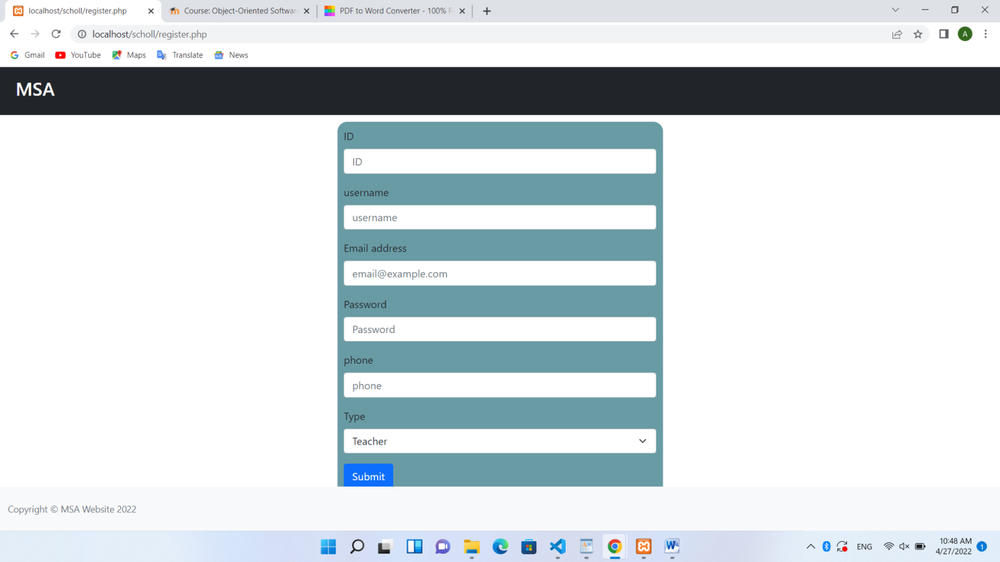 localhost/scholl/register.php
Course: Object-Oriented Software
PDF to Word Converter - 100% F
localhost/scholl/register.php
A
Gmail YouTube Maps Translate News
MSA
ID
ID
username
username
Email address
email@example.com
Password
Password
phone
phone
Type
Teacher
Submit
Copyright © MSA Website 2022
ENG
10:48 AM
4/27/2022
1